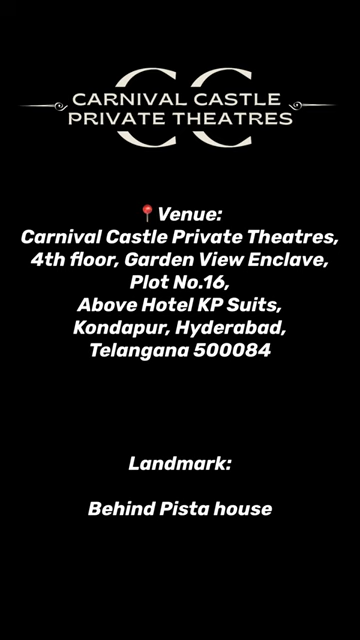 CC
CARNIVAL CASTLE
PRIVATE THEATRES
📍Venue:
Carnival Castle Private Theatres,
4th floor, Garden View Enclave,
Plot No.16,
Above Hotel KP Suits,
Kondapur, Hyderabad,
Telangana 500084
Landmark:
Behind Pista house